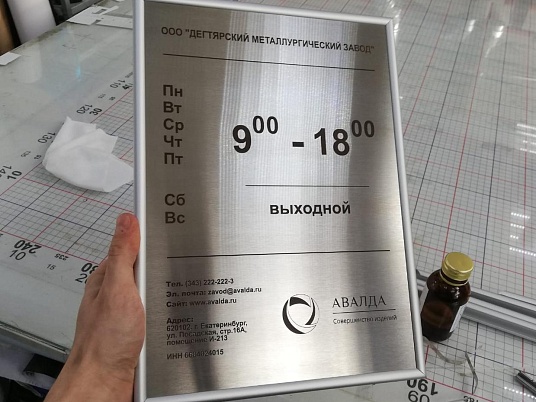 ООО "ДЕГТЯРСКИЙ МЕТАЛЛУРГИЧЕСКИЙ ЗАВОД"
Пн
Вт
Ср
Чт
Пт
9⁰⁰ - 18⁰⁰
Сб
Вс
выходной
Тел. (343) 222-222-3
Эл. почта: zavod@avalda.ru
Сайт: www.avalda.ru
Адрес:
620102, г. Екатеринбург,
стр.16А,
помещение И-213
ИНН
АВАЛДА
Совершенство изделий